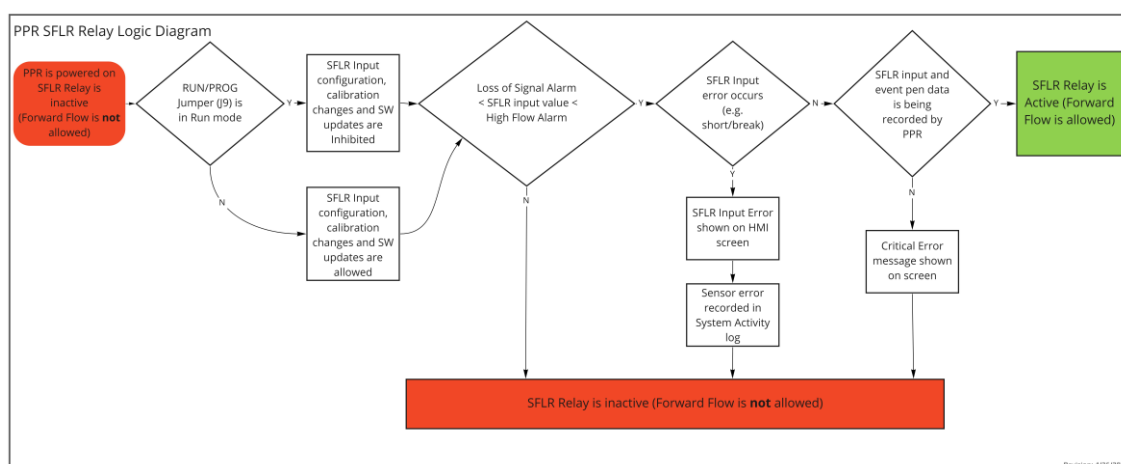 PPR SFLR Relay Logic Diagram
PPR is powered on
SFLR Relay is
inactive
(Forward Flow is not
allowed)
RUN/PROG
Jumper (J9) is
in Run mode
Y
N
SFLR Input
configuration,
calibration
changes and SW
updates are
Inhibited
SFLR Input
configuration,
calibration
changes and SW
updates are
allowed
Loss of Signal Alarm
< SFLR input value <
High Flow Alarm
Y
N
SFLR Input
error occurs
(e.g.
short/break)
N
Y
SFLR Input Error
shown on HMI
screen
Sensor error
recorded in
System Activity
log
SFLR input and
event pen data is
being
recorded by
PPR
Y
N
Critical Error
message shown
on screen
SFLR Relay is
Active (Forward
Flow is allowed)
SFLR Relay is inactive (Forward Flow is not allowed)